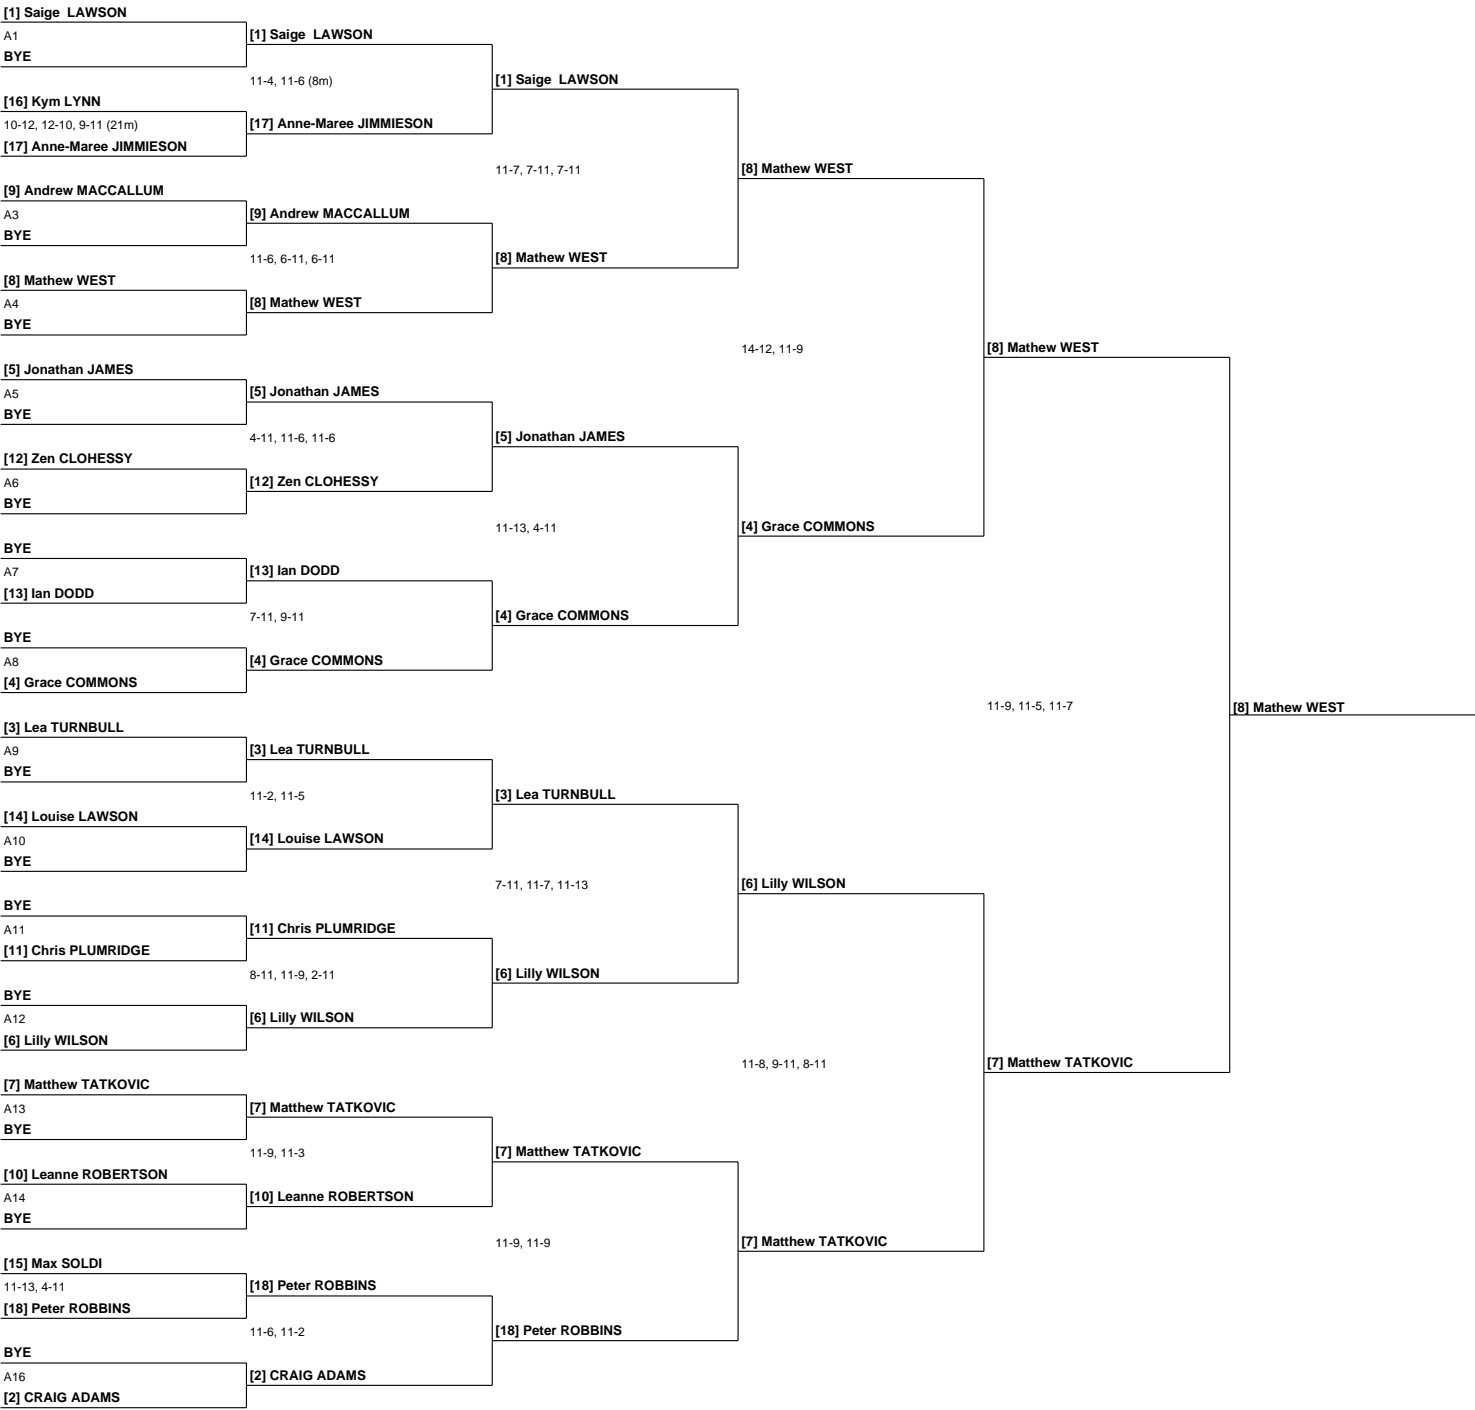 [1] Saige  LAWSON
A1
BYE
[16] Kym LYNN
10-12, 12-10, 9-11 (21m)
[17] Anne-Maree JIMMIESON
[9] Andrew MACCALLUM
A3
BYE
[8] Mathew WEST
A4
BYE
[5] Jonathan JAMES
A5
BYE
[12] Zen CLOHESSY
A6
BYE
BYE
A7
[13] Ian DODD
BYE
A8
[4] Grace COMMONS
[3] Lea TURNBULL
A9
BYE
[14] Louise LAWSON
A10
BYE
BYE
A11
[11] Chris PLUMRIDGE
BYE
A12
[6] Lilly WILSON
[7] Matthew TATKOVIC
A13
BYE
[10] Leanne ROBERTSON
A14
BYE
[15] Max SOLDI
11-13, 4-11
[18] Peter ROBBINS
BYE
A16
[2] CRAIG ADAMS
[1] Saige  LAWSON
11-4, 11-6 (8m)
[17] Anne-Maree JIMMIESON
[9] Andrew MACCALLUM
11-6, 6-11, 6-11
[8] Mathew WEST
[5] Jonathan JAMES
4-11, 11-6, 11-6
[12] Zen CLOHESSY
[13] Ian DODD
7-11, 9-11
[4] Grace COMMONS
[3] Lea TURNBULL
11-2, 11-5
[14] Louise LAWSON
[11] Chris PLUMRIDGE
8-11, 11-9, 2-11
[6] Lilly WILSON
[7] Matthew TATKOVIC
11-9, 11-3
[10] Leanne ROBERTSON
[18] Peter ROBBINS
11-6, 11-2
[2] CRAIG ADAMS
[1] Saige  LAWSON
11-7, 7-11, 7-11
[8] Mathew WEST
[5] Jonathan JAMES
11-13, 4-11
[4] Grace COMMONS
[3] Lea TURNBULL
7-11, 11-7, 11-13
[6] Lilly WILSON
[7] Matthew TATKOVIC
11-9, 11-9
[18] Peter ROBBINS
[8] Mathew WEST
14-12, 11-9
[4] Grace COMMONS
[6] Lilly WILSON
11-8, 9-11, 8-11
[7] Matthew TATKOVIC
[8] Mathew WEST
11-9, 11-5, 11-7
[7] Matthew TATKOVIC
[8] Mathew WEST